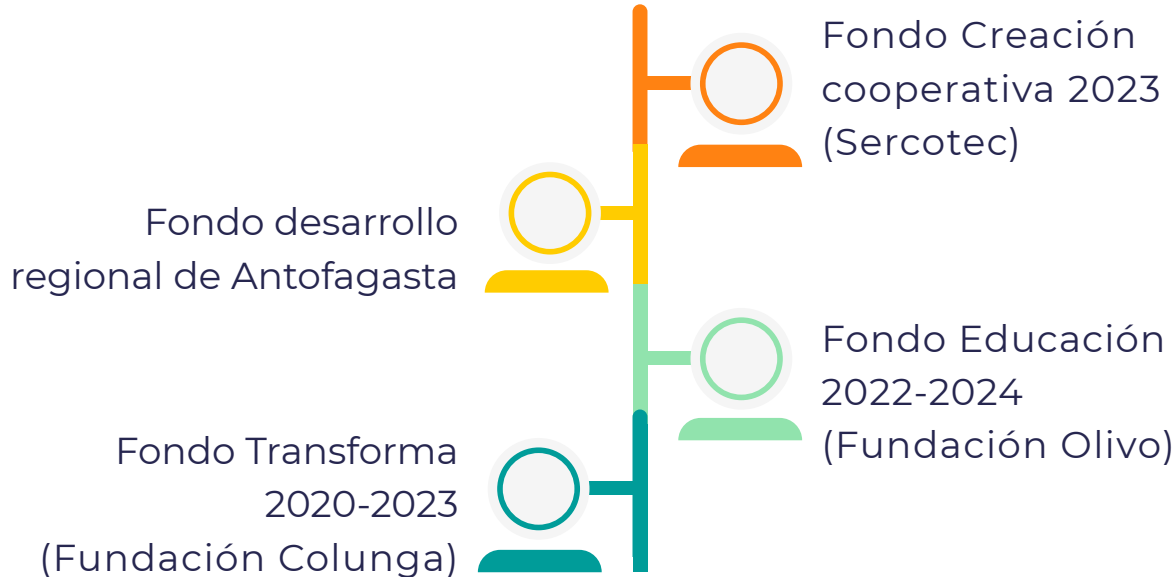 Fondo Creación
cooperativa 2023
(Sercotec)
Fondo desarrollo
regional de Antofagasta
Fondo Educación
2022-2024
(Fundación Olivo)
Fondo Transforma
2020-2023
(Fundación Colunga)